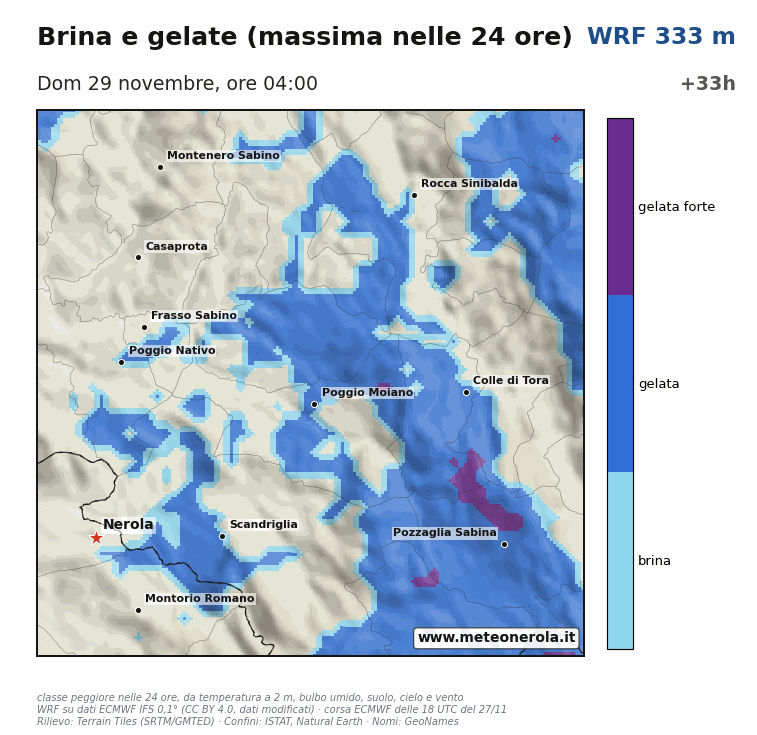 Brina e gelate (massima nelle 24 ore) WRF 333 m
Dom 29 novembre, ore 04:00 +33h
Montenero Sabino
Rocca Sinibalda
gelata forte
Casaprota
Frasso Sabino
Poggio Nativo
Colle di Tora
gelata
Poggio Moiano
Nerola
Scandriglia
Pozzaglia Sabina
brina
Montorio Romano
www.meteonerola.it
classe peggiore nelle 24 ore, da temperatura a 2 m, bulbo umido, suolo, cielo e vento
WRF su dati ECMWF IFS 0,1° (CC BY 4.0, dati modificati) · corsa ECMWF delle 18 UTC del 27/11
Rilievo: Terrain Tiles (SRTM/GMTED) · Confini: ISTAT, Natural Earth · Nomi: GeoNames